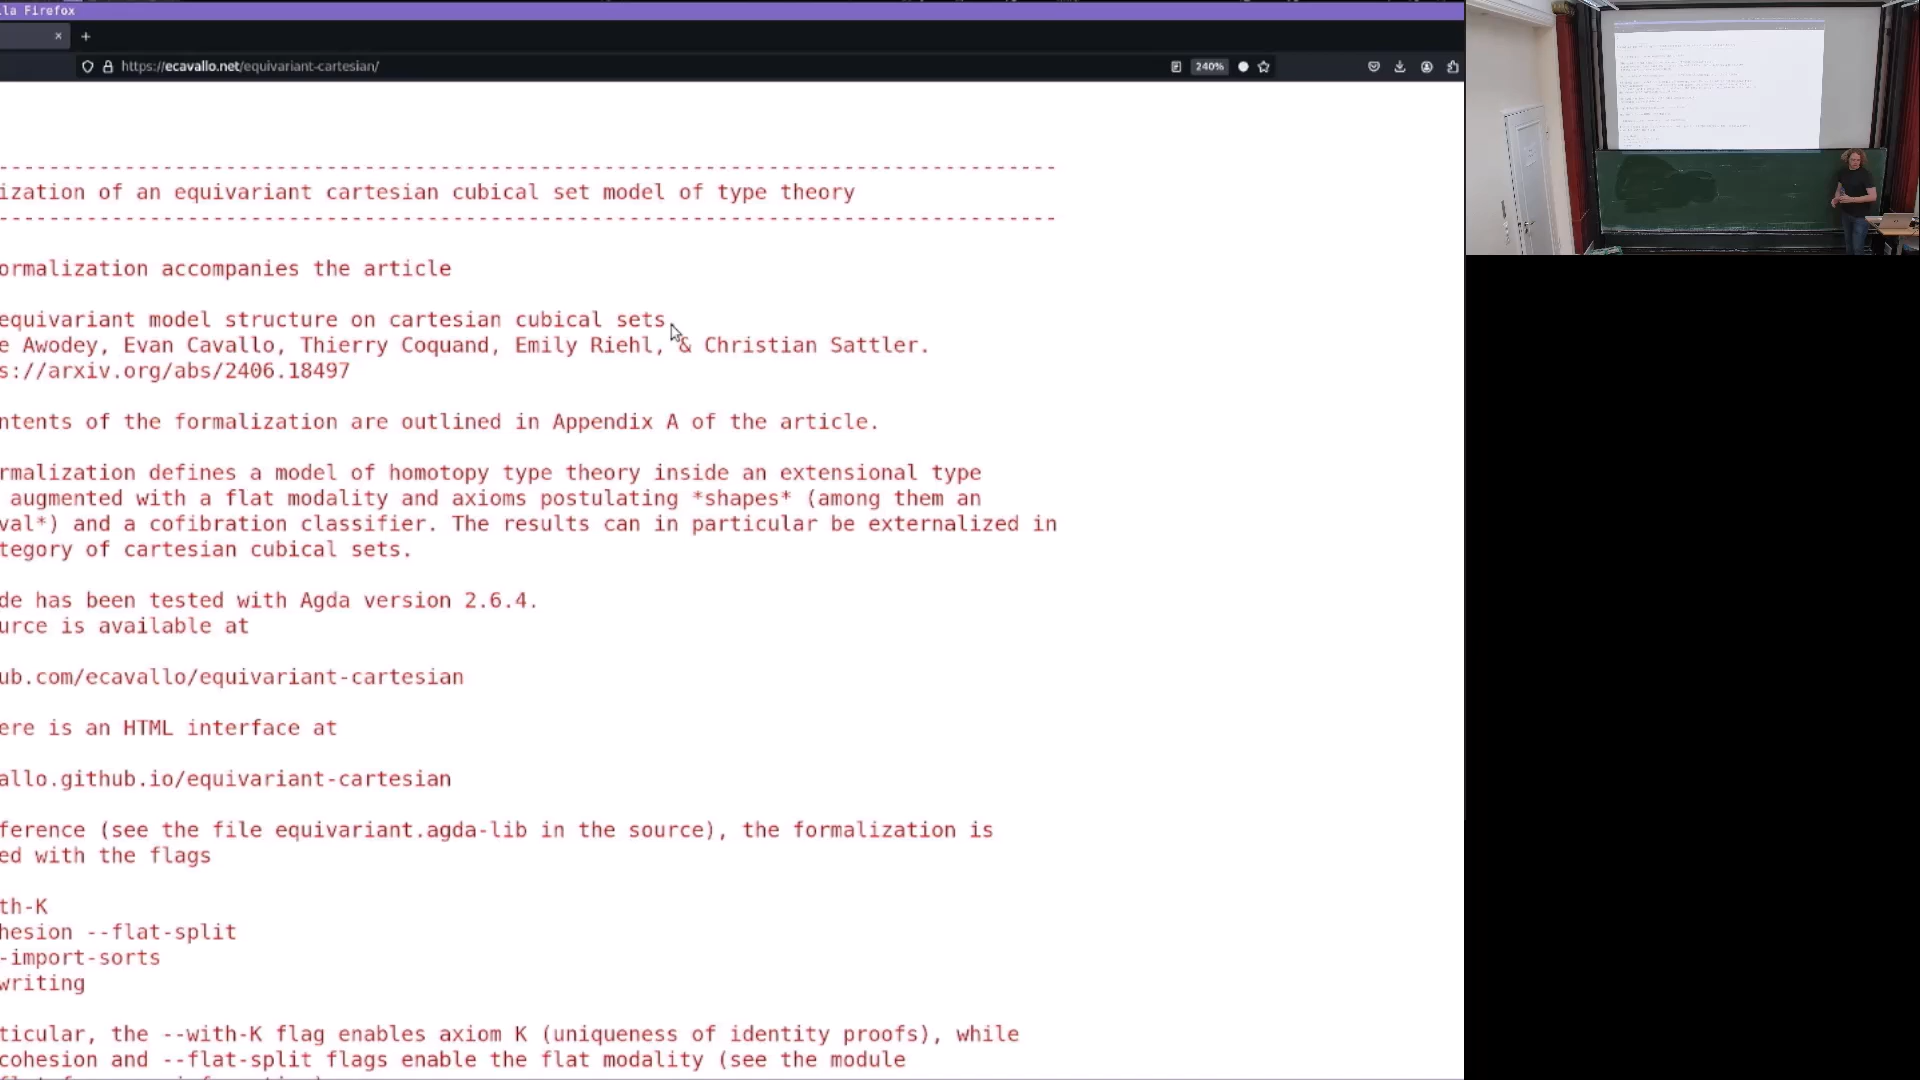 lla Firefox
× +
https://ecavallo.net/equivariant-cartesian/ 240%
--------------------------------------------------------------------------------
ization of an equivariant cartesian cubical set model of type theory
--------------------------------------------------------------------------------
ormalization accompanies the article
equivariant model structure on cartesian cubical sets.
e Awodey, Evan Cavallo, Thierry Coquand, Emily Riehl, & Christian Sattler.
s://arxiv.org/abs/2406.18497
ntents of the formalization are outlined in Appendix A of the article.
rmalization defines a model of homotopy type theory inside an extensional type
augmented with a flat modality and axioms postulating *shapes* (among them an
val*) and a cofibration classifier. The results can in particular be externalized in
tegory of cartesian cubical sets.
de has been tested with Agda version 2.6.4.
urce is available at
ub.com/ecavallo/equivariant-cartesian
ere is an HTML interface at
allo.github.io/equivariant-cartesian
ference (see the file equivariant.agda-lib in the source), the formalization is
ed with the flags
th-K
hesion --flat-split
-import-sorts
writing
ticular, the --with-K flag enables axiom K (uniqueness of identity proofs), while
cohesion and --flat-split flags enable the flat modality (see the module